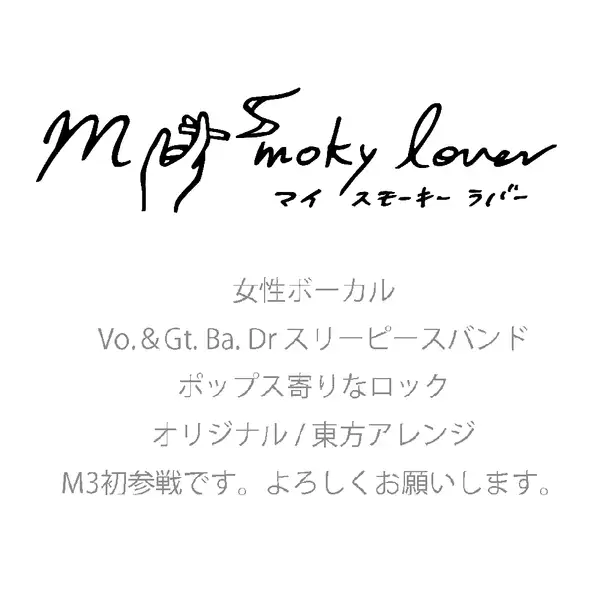 My Smoky lover
マイ スモーキー ラバー
女性ボーカル
Vo.&Gt. Ba. Dr スリーピースバンド
ポップス寄りなロック
オリジナル / 東方アレンジ
M3初参戦です。よろしくお願いします。